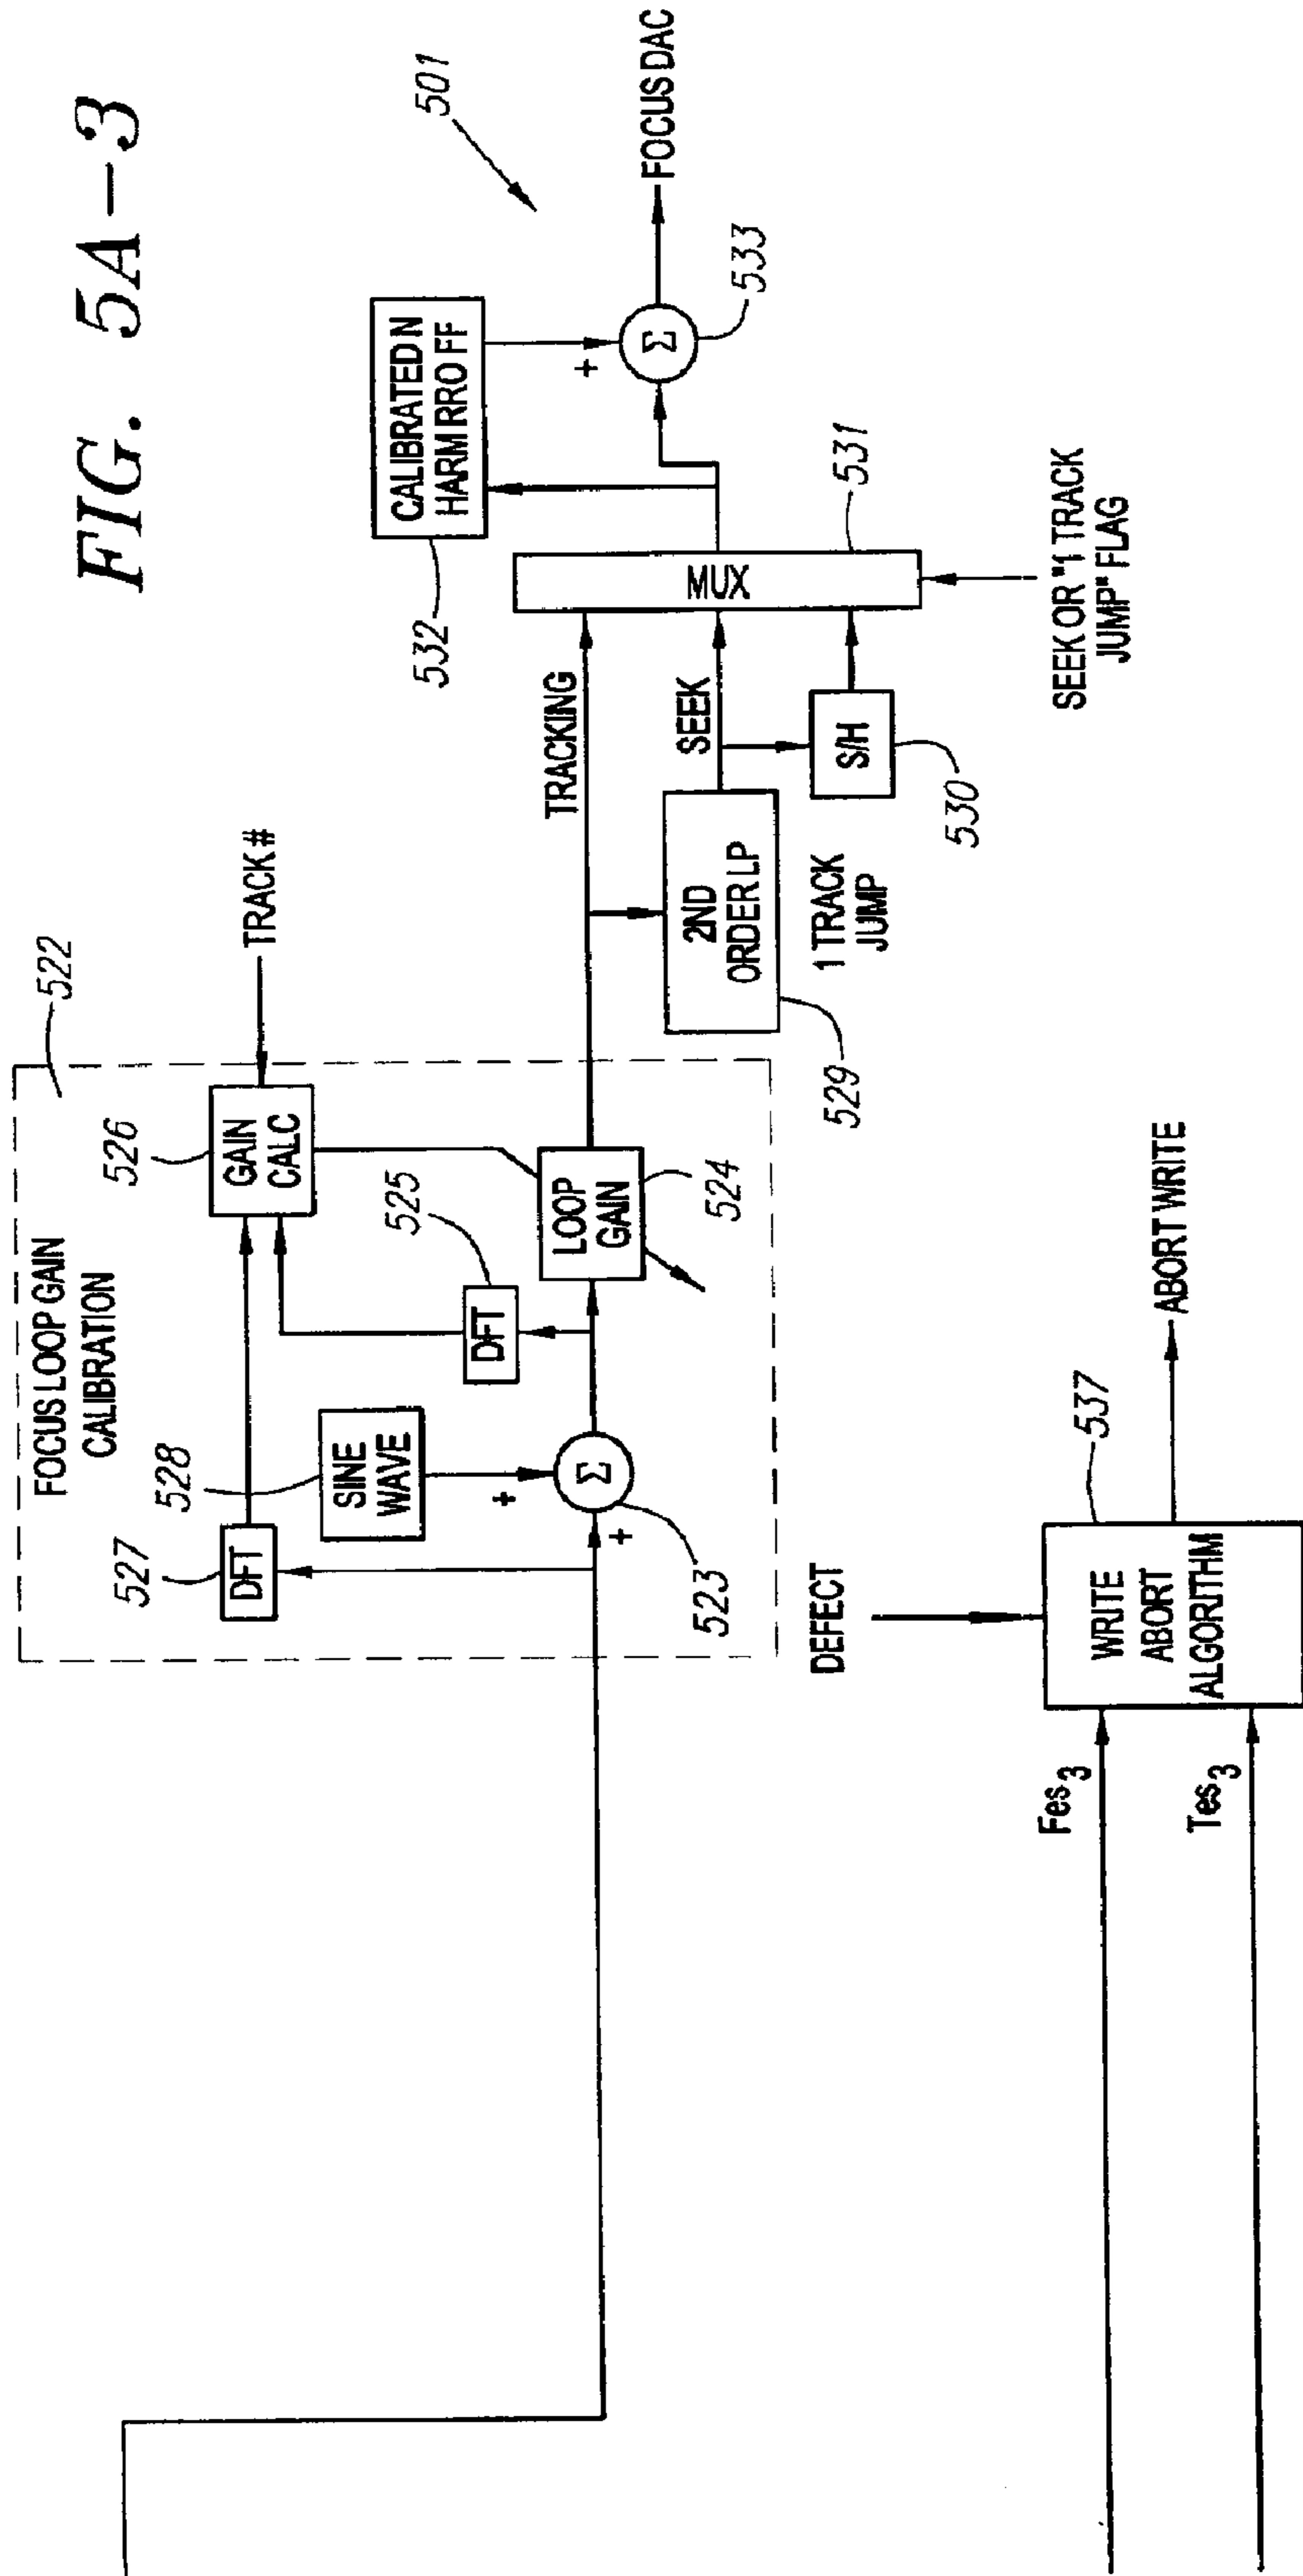 FIG. 5A-3
501
522
FOCUS LOOP GAIN
CALIBRATION
TRACK #
526
GAIN
CALC
527
DFT
528
SINE
WAVE
525
DFT
+
+
Σ
523
LOOP
GAIN
524
TRACKING
2ND
ORDER LP
529
1 TRACK
JUMP
SEEK
S/H
530
MUX
531
SEEK OR "1 TRACK
JUMP" FLAG
CALIBRATED N
HARM RRO FF
532
+
Σ
533
FOCUS DAC
DEFECT
Fes3
Tes3
WRITE
ABORT
ALGORITHM
537
ABORT WRITE